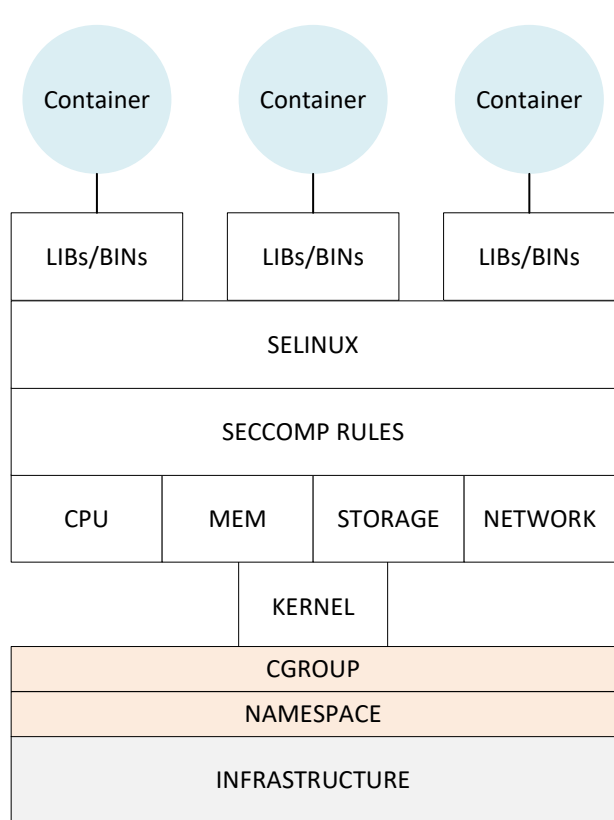 Container Container Container
LIBs/BINs LIBs/BINs LIBs/BINs
SELINUX
SECCOMP RULES
CPU MEM STORAGE NETWORK
KERNEL
CGROUP
NAMESPACE
INFRASTRUCTURE